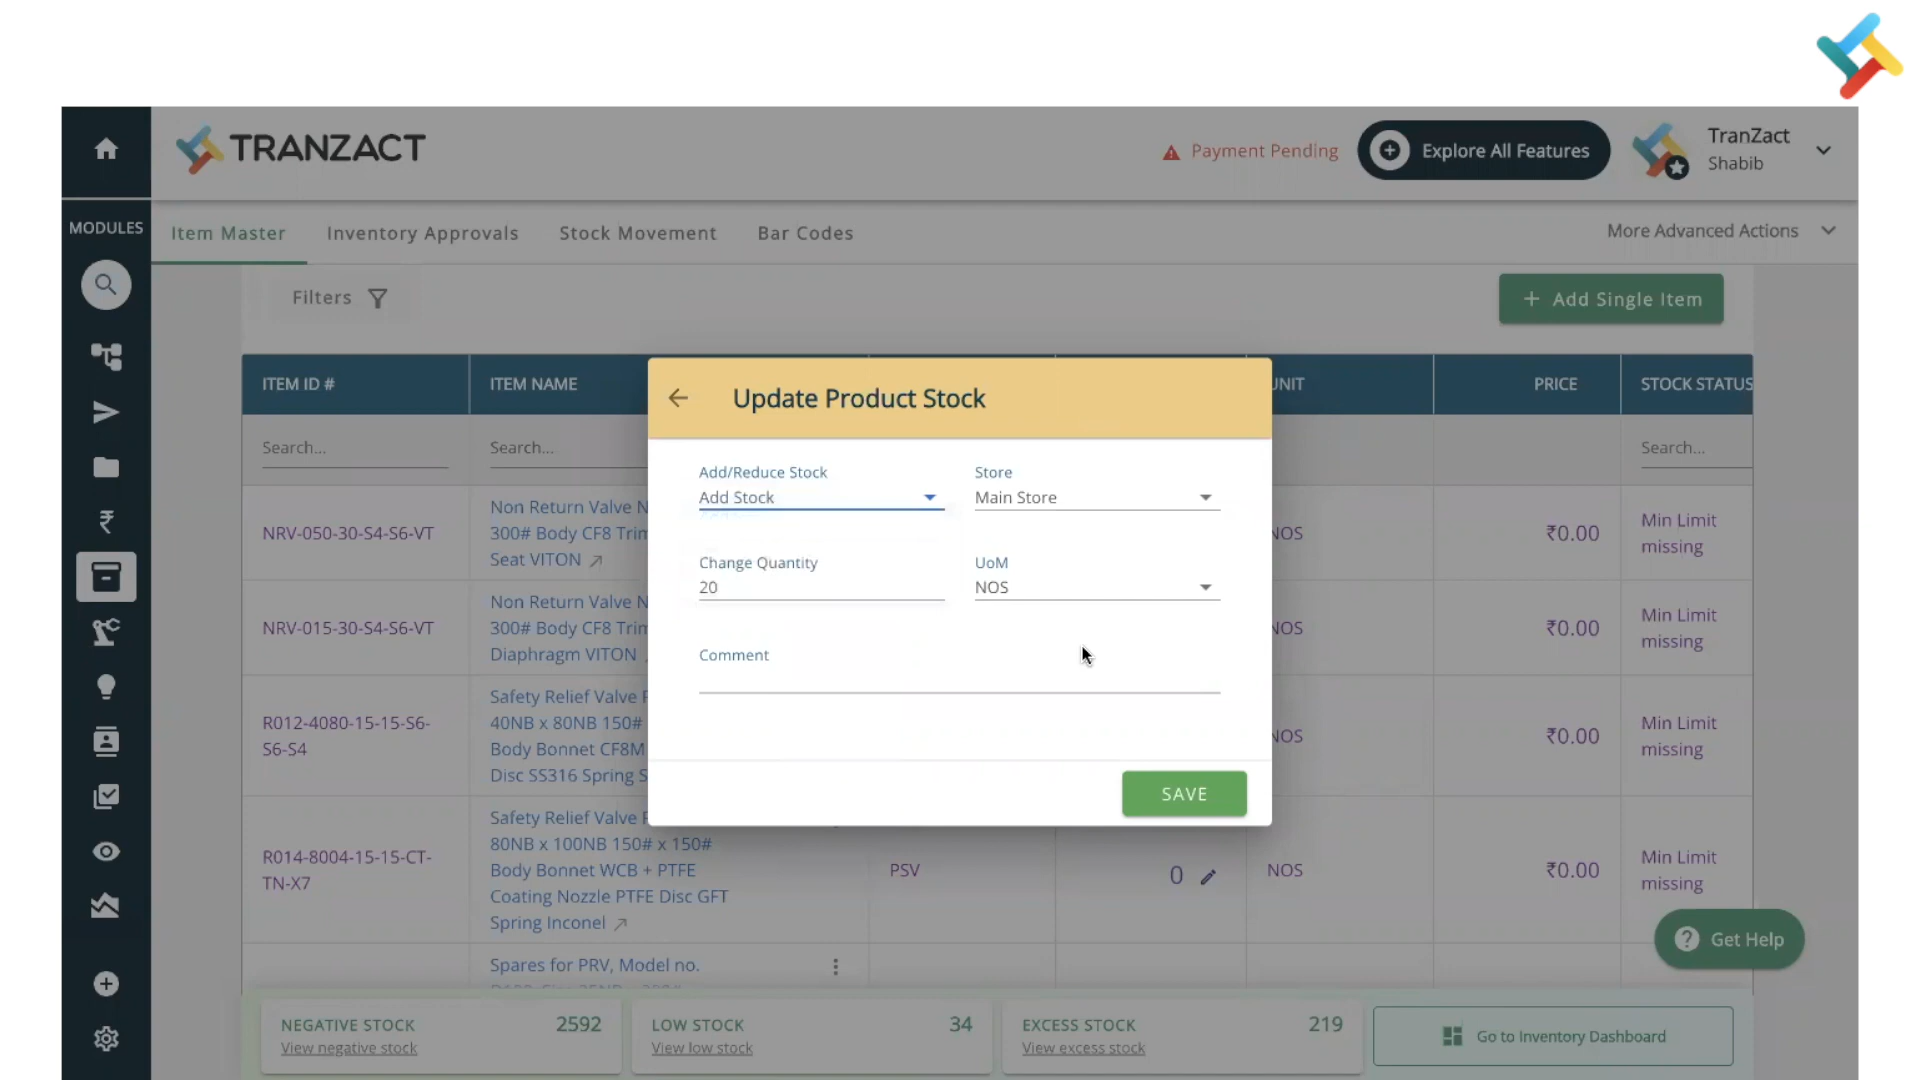 TRANZACT
Payment Pending
Explore All Features
TranZact
Shabib
MODULES
Item Master
Inventory Approvals
Stock Movement
Bar Codes
More Advanced Actions
Filters
+ Add Single Item
ITEM ID #
ITEM NAME
UNIT
PRICE
STOCK STATUS
Search...
Search...
Search...
Update Product Stock
Add/Reduce Stock
Add Stock
Store
Main Store
Change Quantity
20
UoM
NOS
Comment
SAVE
NRV-050-30-S4-S6-VT
Non Return Valve N
300# Body CF8 Trim
Seat VITON
NOS
₹0.00
Min Limit
missing
NRV-015-30-S4-S6-VT
Non Return Valve N
300# Body CF8 Trim
Diaphragm VITON
NOS
₹0.00
Min Limit
missing
R012-4080-15-15-S6-
S6-S4
Safety Relief Valve
40NB x 80NB 150#
Body Bonnet CF8M
Disc SS316 Spring S
NOS
₹0.00
Min Limit
missing
R014-8004-15-15-CT-
TN-X7
Safety Relief Valve
80NB x 100NB 150# x 150#
Body Bonnet WCB + PTFE
Coating Nozzle PTFE Disc GFT
Spring Inconel
PSV
0
NOS
₹0.00
Min Limit
missing
Spares for PRV, Model no.
Get Help
NEGATIVE STOCK
2592
View negative stock
LOW STOCK
34
View low stock
EXCESS STOCK
219
View excess stock
Go to Inventory Dashboard